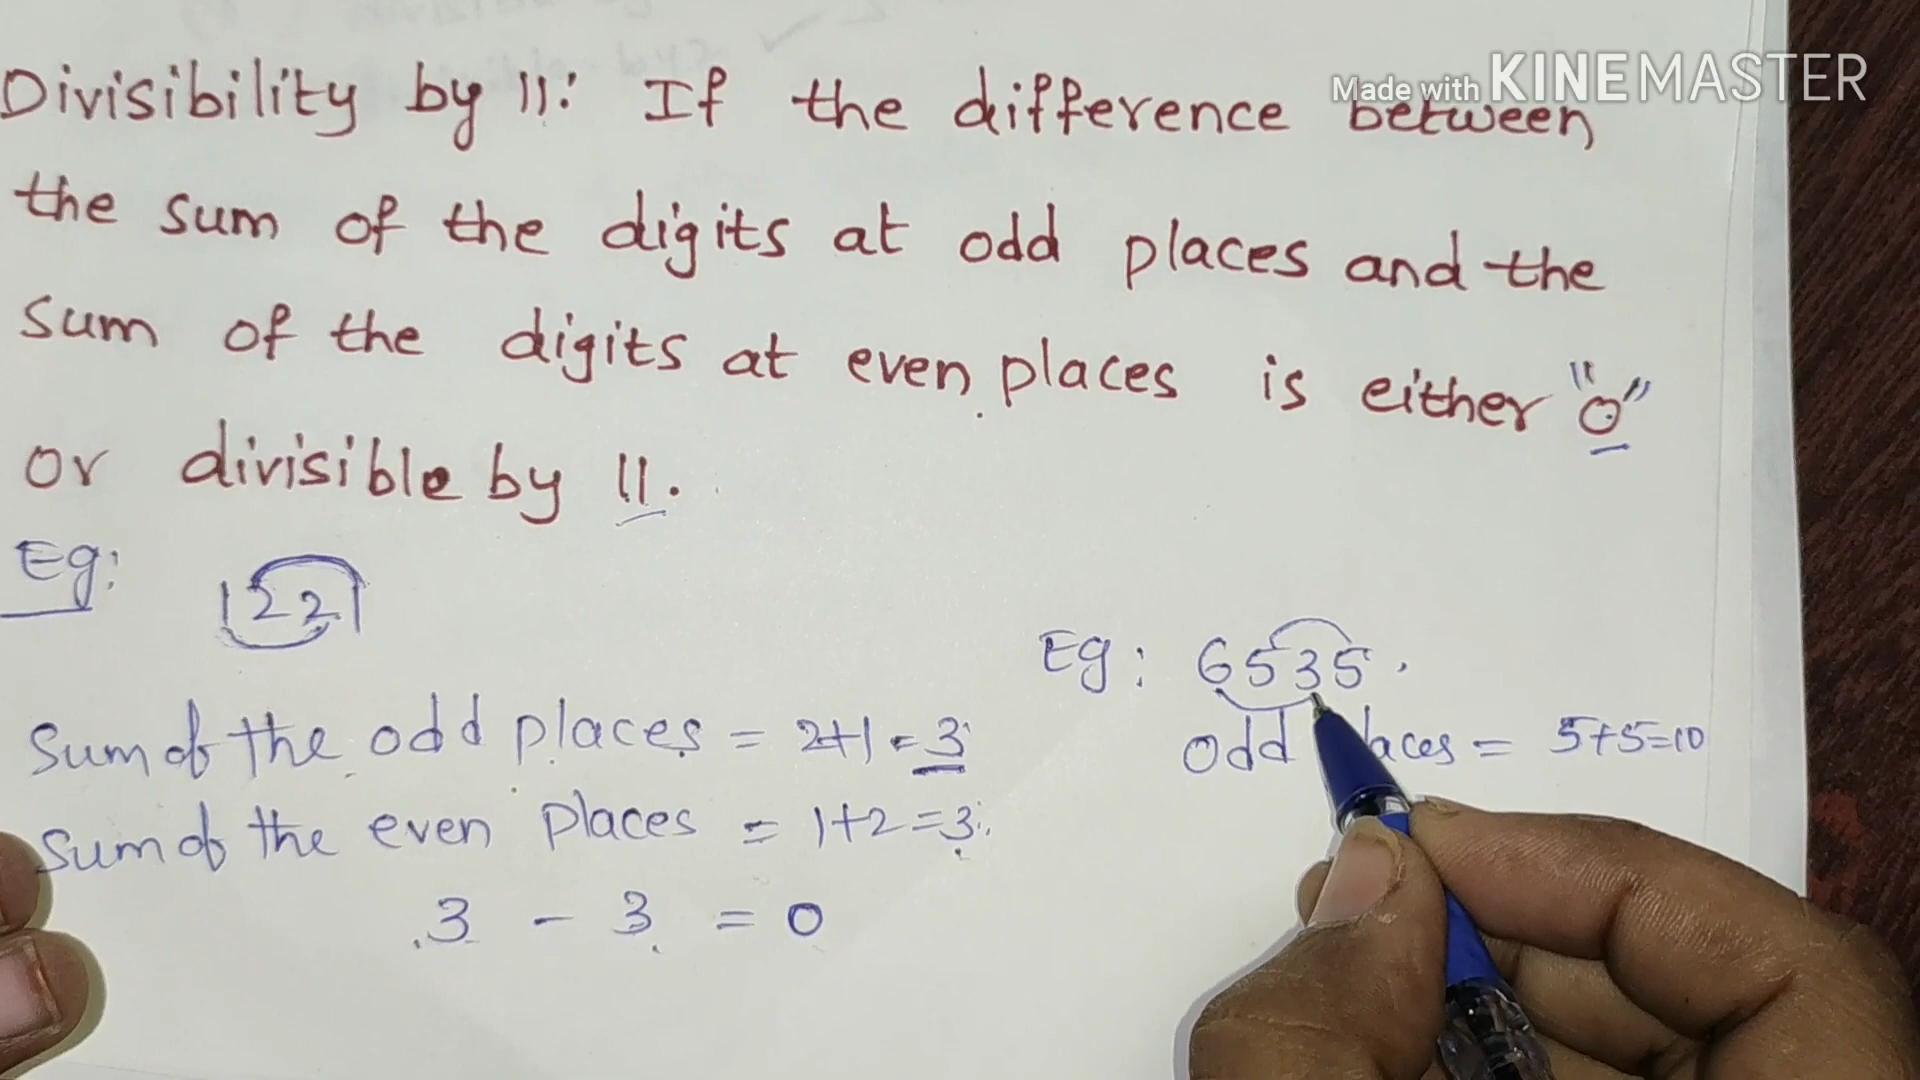 Made with KINEMASTER
Divisibility by 11: If the difference between
the sum of the digits at odd places and the
sum of the digits at even places is either "0"
or divisible by 11.
Eg:
1221
Sum of the odd places = 2+1=3
Sum of the even places = 1+2=3
3 - 3 = 0
Eg: 6535
Odd = 5+5=10